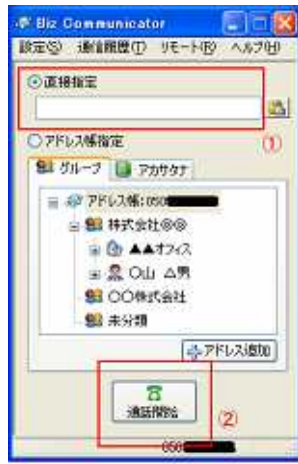 Biz Communicator
設定(S) 通信履歴(T) リモート(R) ヘルプ(H)
直接指定
①
アドレス帳指定
グループ アカサタナ
アドレス帳:050
株式会社◎◎
▲▲オフィス
〇山 △男
〇〇株式会社
未分類
アドレス追加
通話開始
②
050